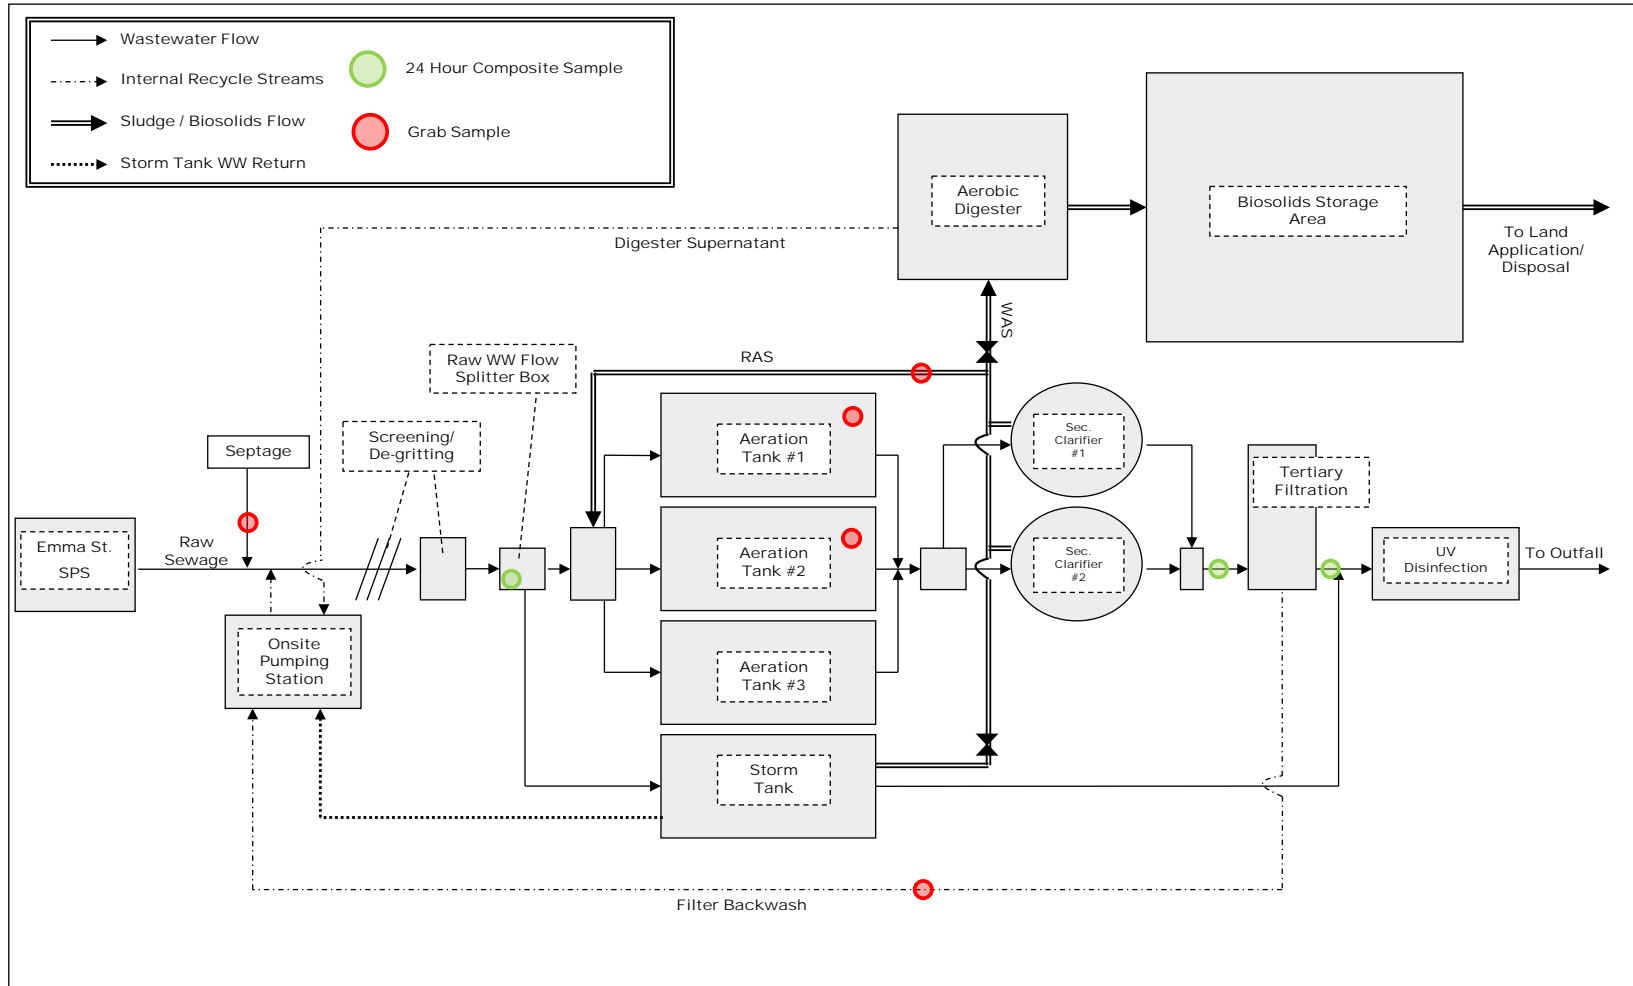 Wastewater Flow
Internal Recycle Streams
Sludge / Biosolids Flow
Storm Tank WW Return
24 Hour Composite Sample
Grab Sample
Aerobic
Digester
Biosolids Storage
Area
To Land
Application/
Disposal
Digester Supernatant
WAS
RAS
Raw WW Flow
Splitter Box
Screening/
De-gritting
Septage
Emma St.
SPS
Raw
Sewage
Onsite
Pumping
Station
Aeration
Tank #1
Aeration
Tank #2
Aeration
Tank #3
Storm
Tank
Sec.
Clarifier
#1
Sec.
Clarifier
#2
Tertiary
Filtration
UV
Disinfection
To Outfall
Filter Backwash